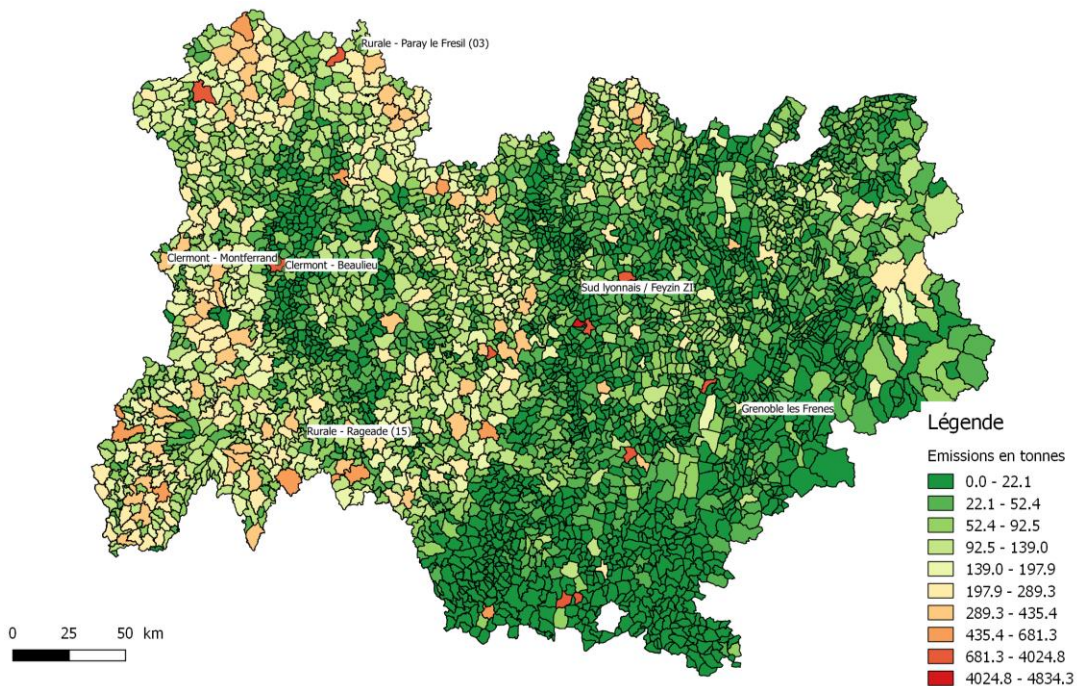 Rurale - Paray le Fresil (03)
Clermont - Montferrand
Clermont - Beaulieu
Sud lyonnais / Feyzin ZI
Grenoble les Frenes
Rurale - Rageade (15)
Légende
Emissions en tonnes
0.0 - 22.1
22.1 - 52.4
52.4 - 92.5
92.5 - 139.0
139.0 - 197.9
197.9 - 289.3
289.3 - 435.4
435.4 - 681.3
681.3 - 4024.8
4024.8 - 4834.3
0 25 50 km